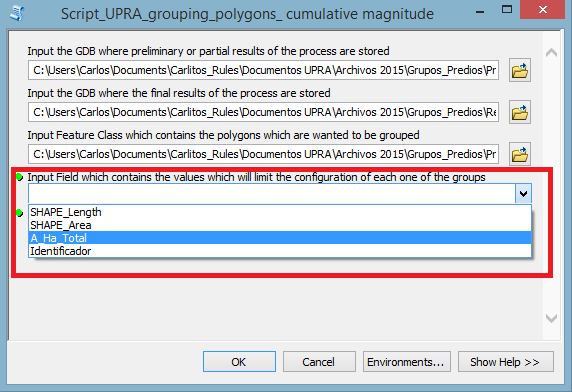 Script_UPRA_grouping_polygons_ cumulative magnitude
Input the GDB where preliminary or partial results of the process are stored
C:\Users\Carlos\Documents\Carlitos_Rules\Documentos UPRA\Archivos 2015\Grupos_Predios\Pr
Input the GDB where the final results of the process are stored
C:\Users\Carlos\Documents\Carlitos_Rules\Documentos UPRA\Archivos 2015\Grupos_Predios\Re
Input Feature Class which contains the polygons which are wanted to be grouped
C:\Users\Carlos\Documents\Carlitos_Rules\Documentos UPRA\Archivos 2015\Grupos_Predios\Pr
Input Field which contains the values which will limit the configuration of each one of the groups
SHAPE_Length
SHAPE_Area
A_Ha_Total
Identificador
OK Cancel Environments... Show Help >>